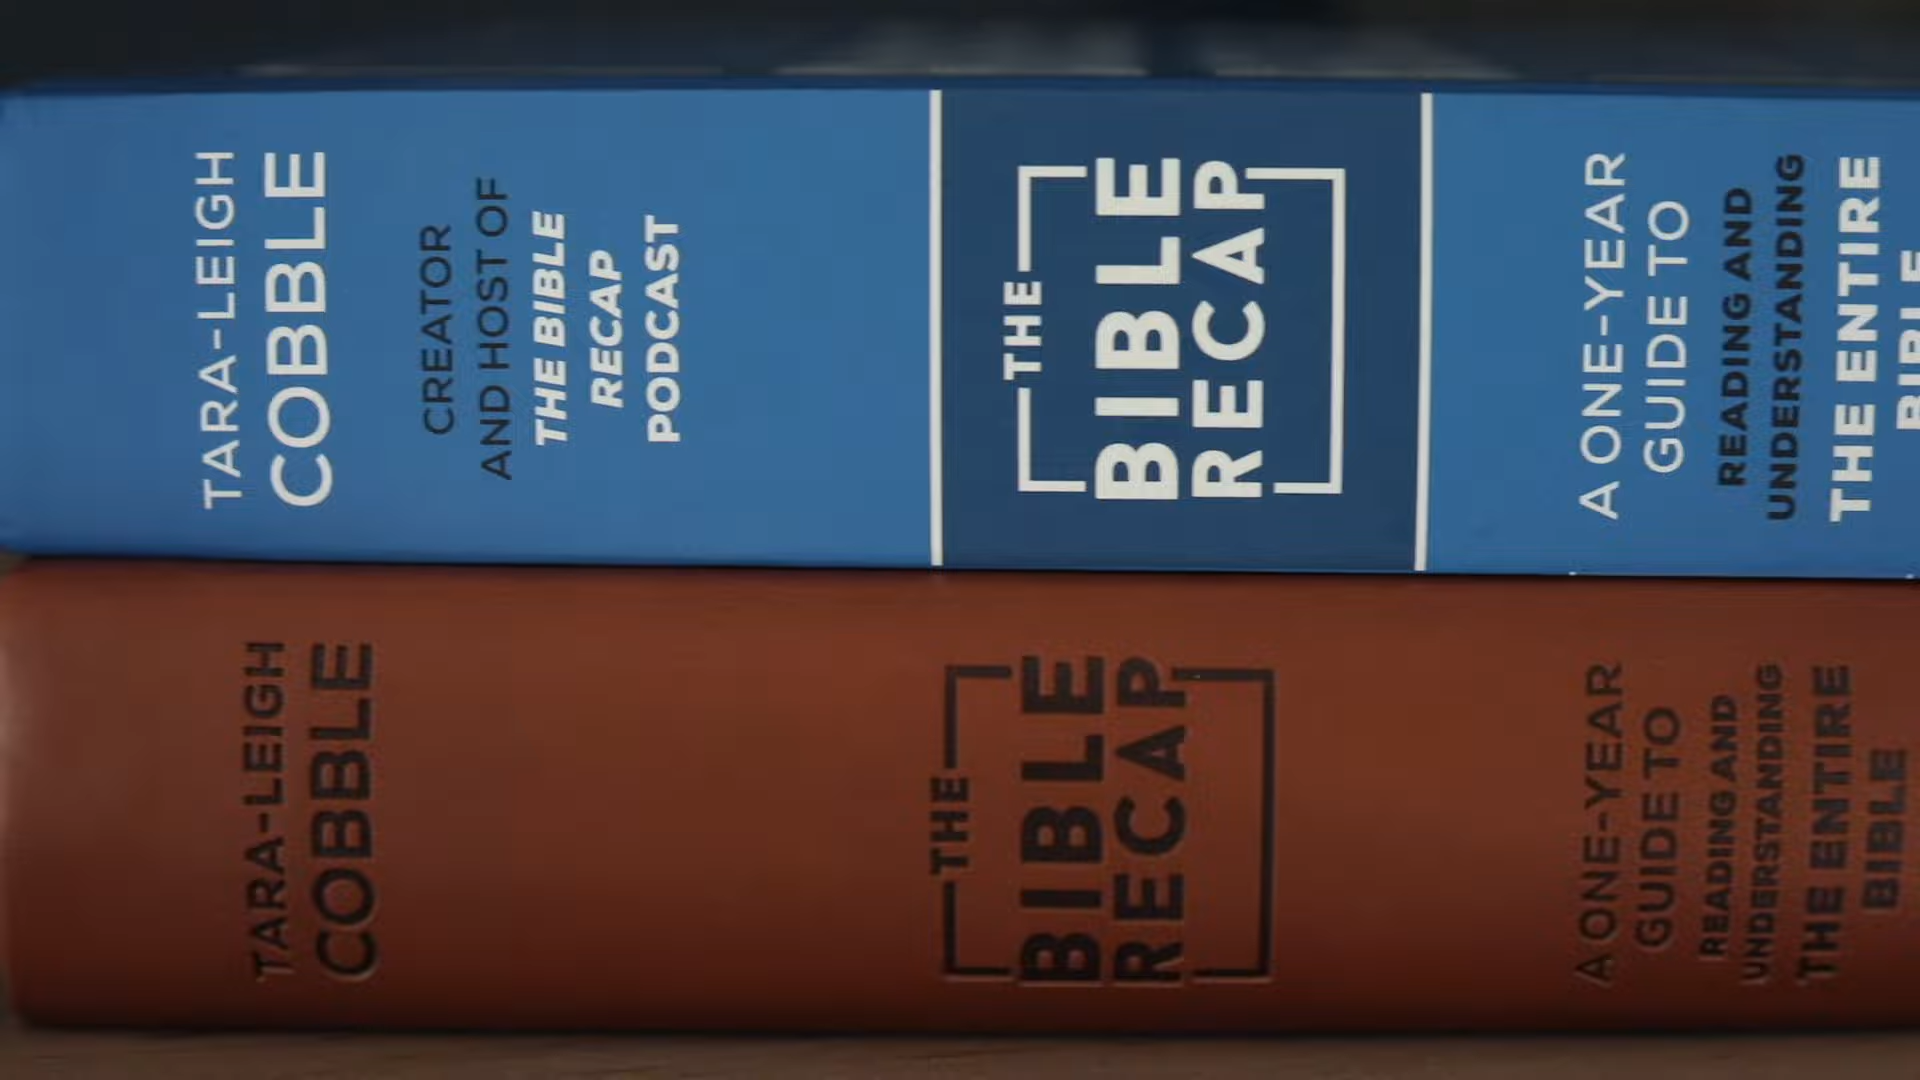 TARA-LEIGH
COBBLE
CREATOR
AND HOST OF
THE BIBLE
RECAP
PODCAST
THE
BIBLE
RECAP
A ONE-YEAR
GUIDE TO
READING AND
UNDERSTANDING
THE ENTIRE
BIBLE
TARA-LEIGH
COBBLE
THE
BIBLE
RECAP
A ONE-YEAR
GUIDE TO
READING AND
UNDERSTANDING
THE ENTIRE
BIBLE